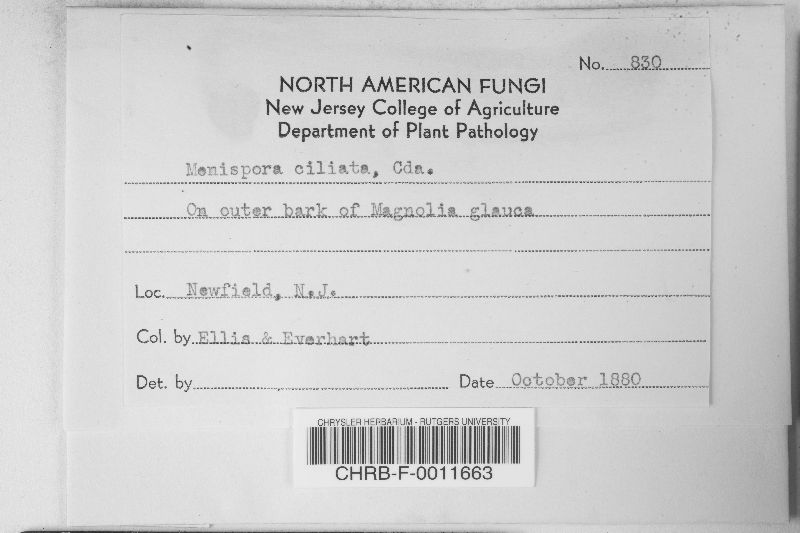 No. 830
NORTH AMERICAN FUNGI
New Jersey College of Agriculture
Department of Plant Pathology
Menispora ciliata, Cda.
On outer bark of Magnolia glauca
Loc. Newfield, N.J.
Col. by Ellis & Everhart
Det. by Date October 1880
CHRYSLER HERBARIUM - RUTGERS UNIVERSITY
CHRB-F-0011663